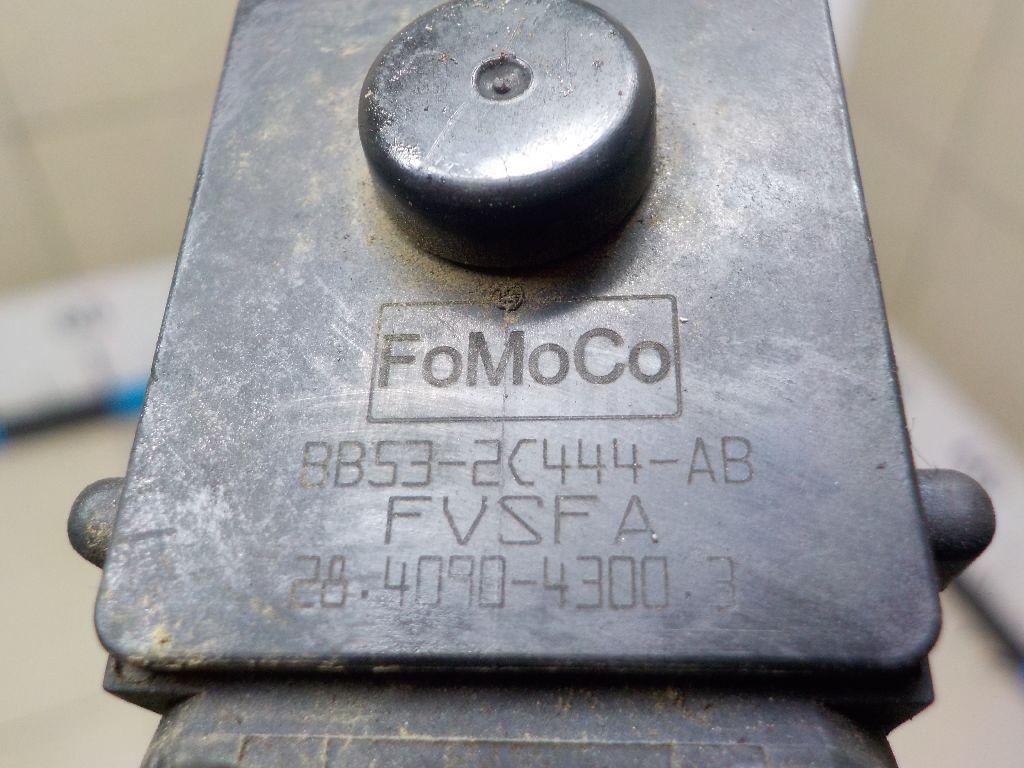 FoMoCo
8B53-2C444-AB
FVSFA
28.4090-4300.3